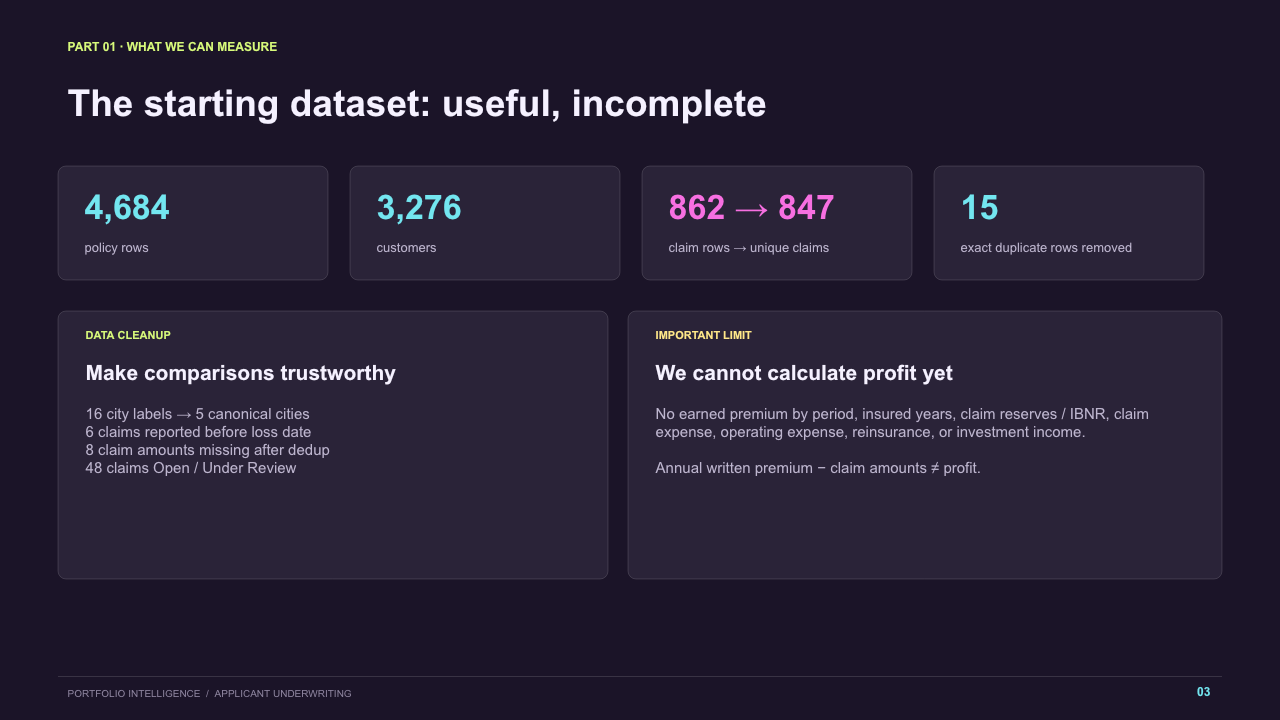 PART 01 · WHAT WE CAN MEASURE
The starting dataset: useful, incomplete
4,684
policy rows
3,276
customers
862 → 847
claim rows → unique claims
15
exact duplicate rows removed
DATA CLEANUP
Make comparisons trustworthy
16 city labels → 5 canonical cities
6 claims reported before loss date
8 claim amounts missing after dedup
48 claims Open / Under Review
IMPORTANT LIMIT
We cannot calculate profit yet
No earned premium by period, insured years, claim reserves / IBNR, claim
expense, operating expense, reinsurance, or investment income.
Annual written premium − claim amounts ≠ profit.
PORTFOLIO INTELLIGENCE / APPLICANT UNDERWRITING
03